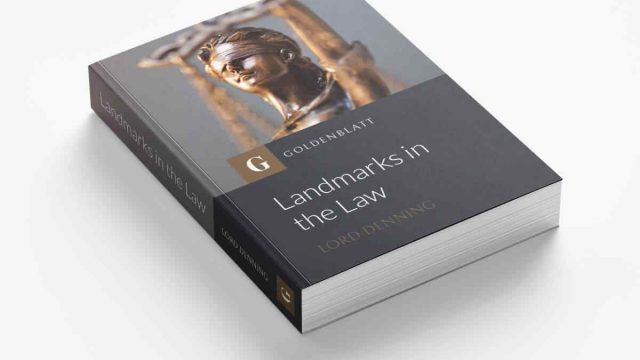 G
GOLDENBLATT
Landmarks in
the Law
LORD DENNING
Landmarks in the Law
LORD DENNING
G